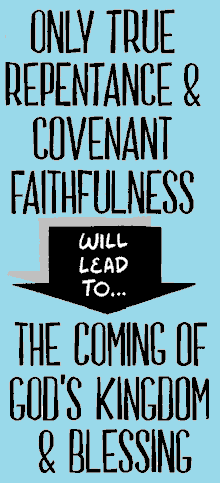 ONLY TRUE
REPENTANCE &
COVENANT
FAITHFULNESS
WILL
LEAD
TO...
THE COMING OF
GOD'S KINGDOM
& BLESSING